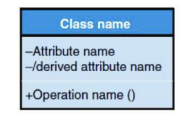 Class name
–Attribute name
–/derived attribute name
+Operation name ()